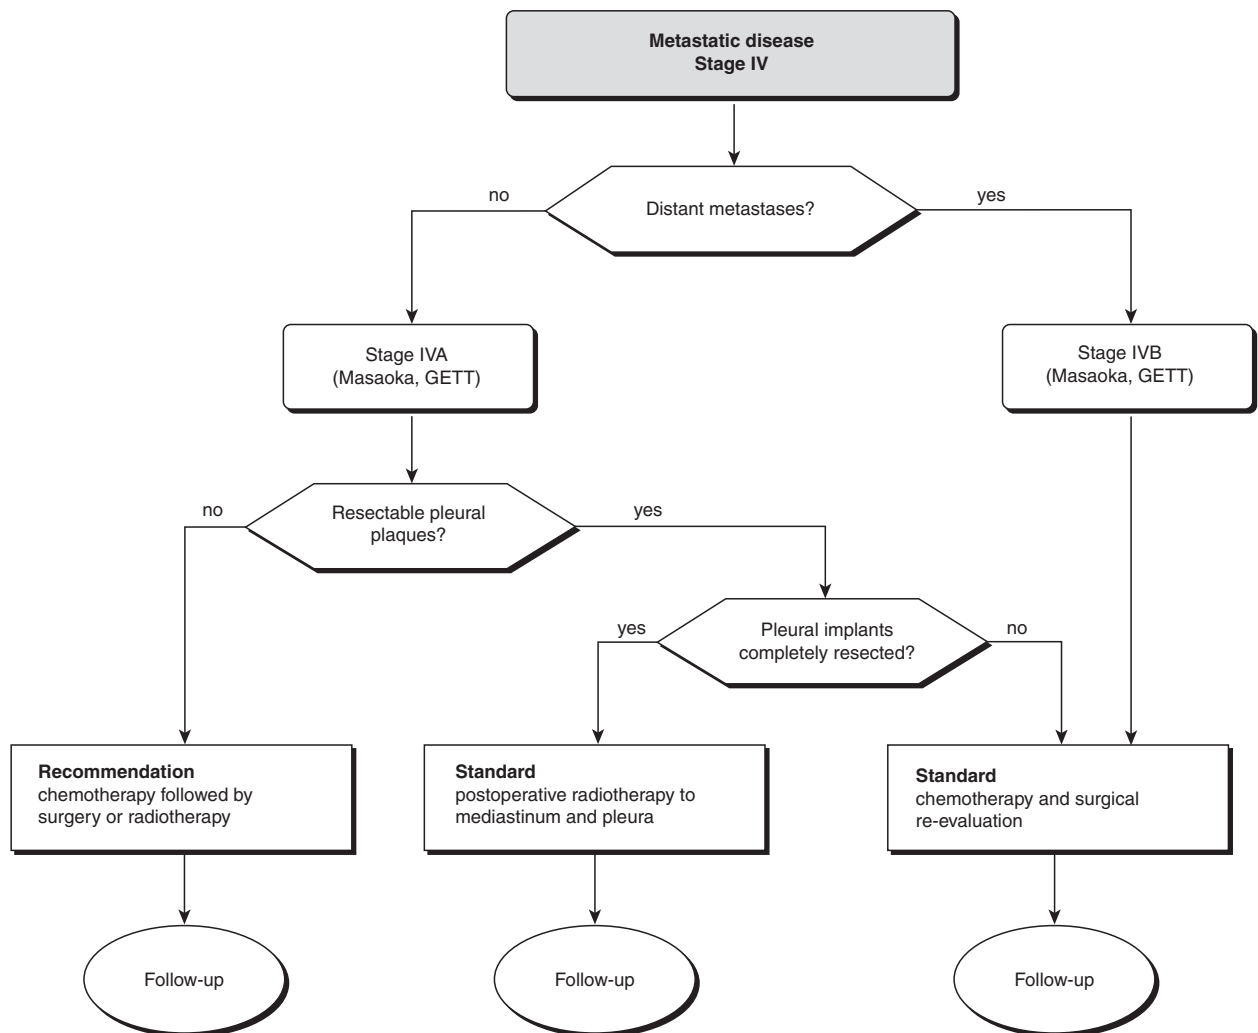 Metastatic disease
Stage IV
Distant metastases?
no
yes
Stage IVA
(Masaoka, GETT)
Stage IVB
(Masaoka, GETT)
Resectable pleural
plaques?
no
yes
Pleural implants
completely resected?
yes
no
Recommendation
chemotherapy followed by
surgery or radiotherapy
Standard
postoperative radiotherapy to
mediastinum and pleura
Standard
chemotherapy and surgical
re-evaluation
Follow-up
Follow-up
Follow-up